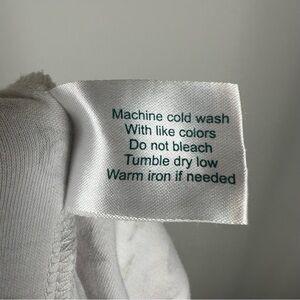 Machine cold wash
With like colors
Do not bleach
Tumble dry low
Warm iron if needed